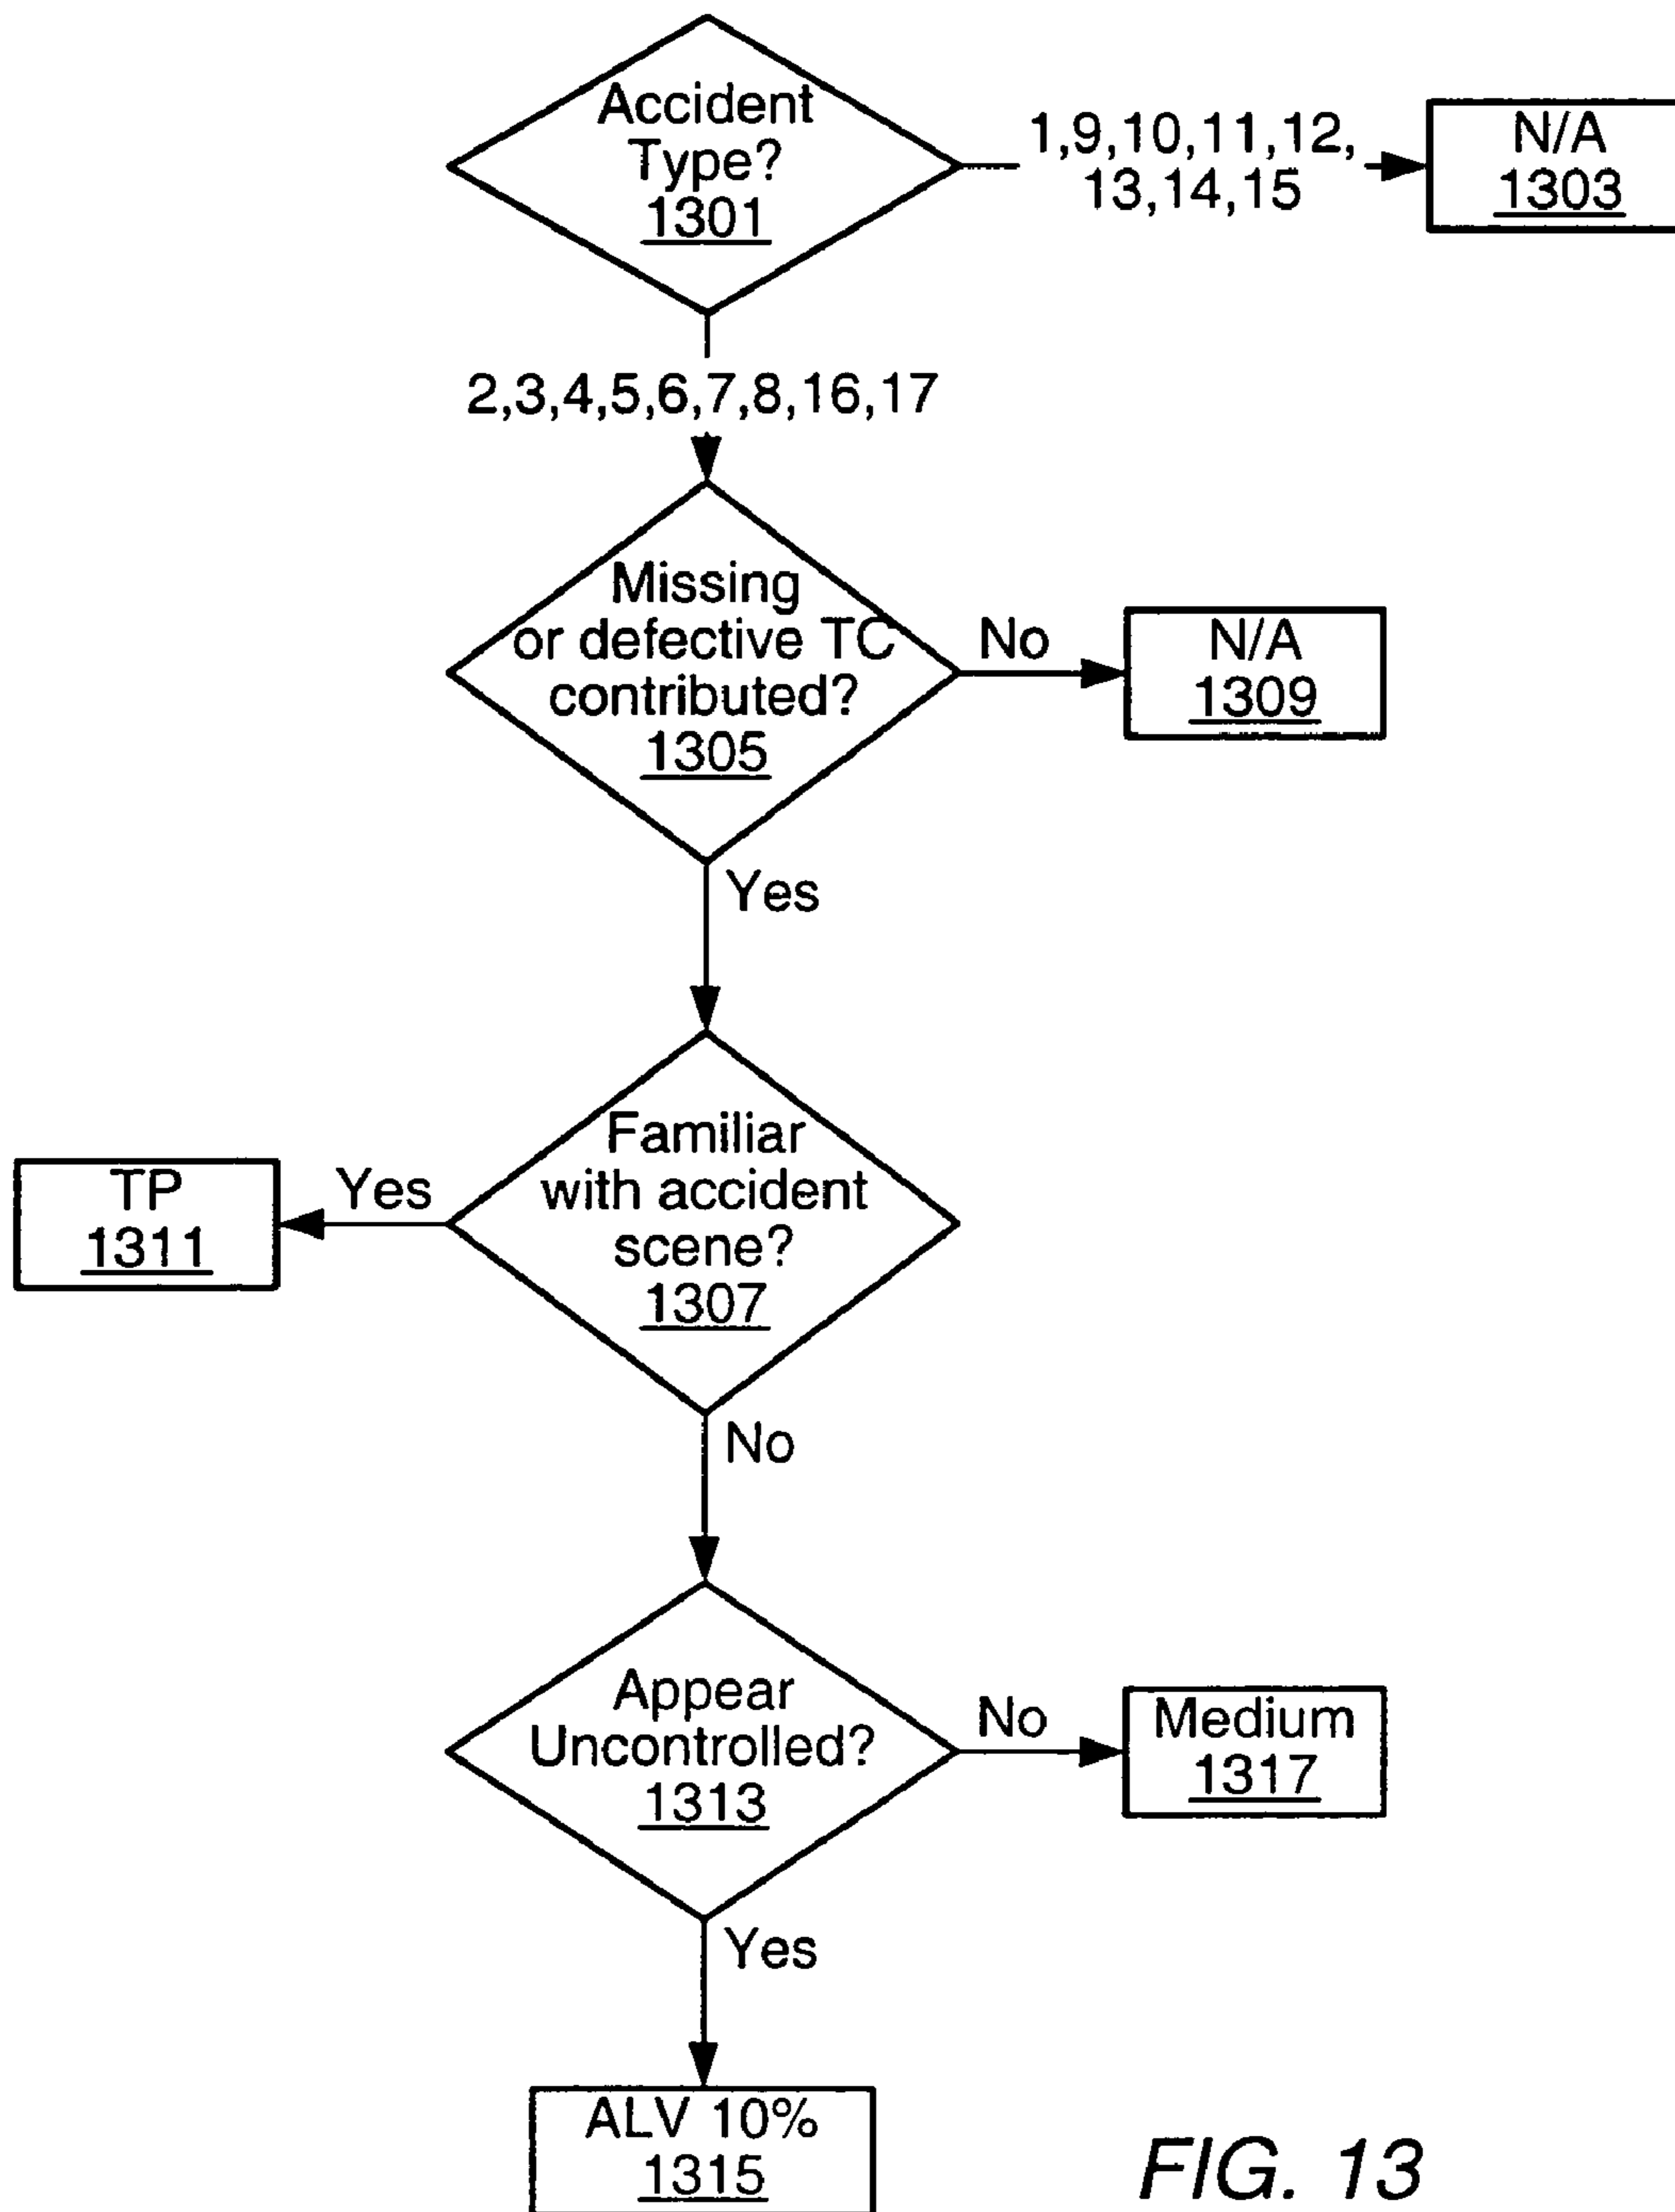 Accident
Type?
1301
1,9,10,11,12,
13,14,15
N/A
1303
2,3,4,5,6,7,8,16,17
Missing
or defective TC
contributed?
1305
No
N/A
1309
Yes
Familiar
with accident
scene?
1307
Yes
TP
1311
No
Appear
Uncontrolled?
1313
No
Medium
1317
Yes
ALV 10%
1315
FIG. 13